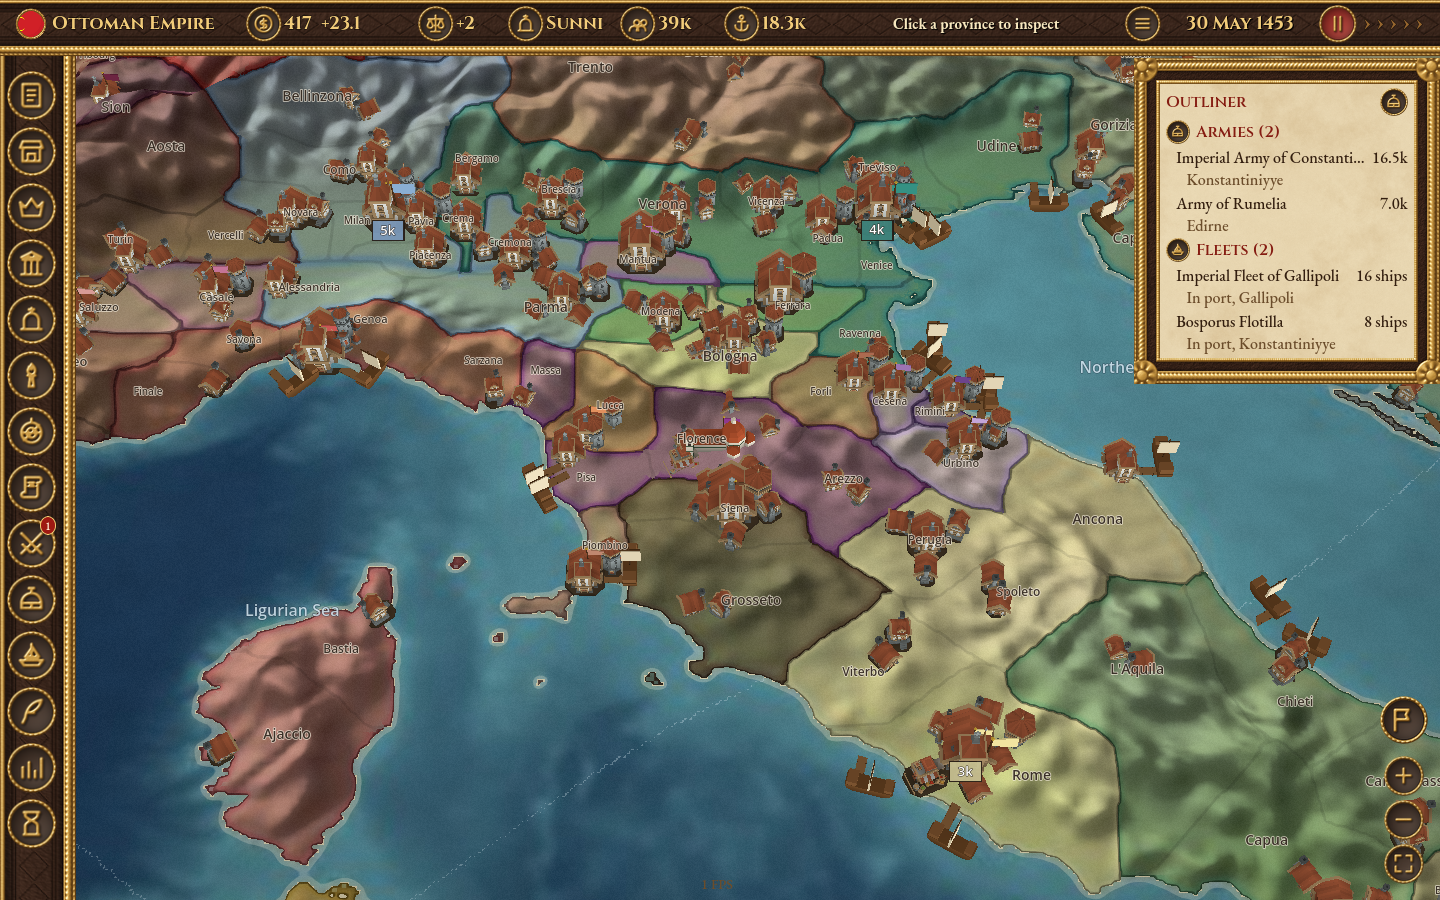 OTTOMAN EMPIRE
417 +23.1
+2
SUNNI
39K
18.3K
Click a province to inspect
30 MAY 1453
OUTLINER
ARMIES (2)
Imperial Army of Constanti... 16.5k
Konstantiniyye
Army of Rumelia 7.0k
Edirne
FLEETS (2)
Imperial Fleet of Gallipoli 16 ships
In port, Gallipoli
Bosporus Flotilla 8 ships
In port, Konstantiniyye
1
Trento
Sion
Bellinzona
Aosta
Udine
Gorizia
Bergamo
Como
Treviso
Brescia
Verona
Vicenza
Novara
Milan
Pavia
Crema
5k
4k
Vercelli
Turin
Cremona
Padua
Piacenza
Mantua
Venice
Casale
Alessandria
Saluzzo
Parma
Modena
Ferrara
Genoa
Savona
Ravenna
Bologna
Sarzana
Massa
Northe
Finale
Forlì
Cesena
Lucca
Rimini
Florence
Urbino
Pisa
Arezzo
Siena
Ancona
Perugia
Piombino
Spoleto
Grosseto
Ligurian Sea
Bastia
Viterbo
L'Aquila
Chieti
Ajaccio
3k
Rome
Capua